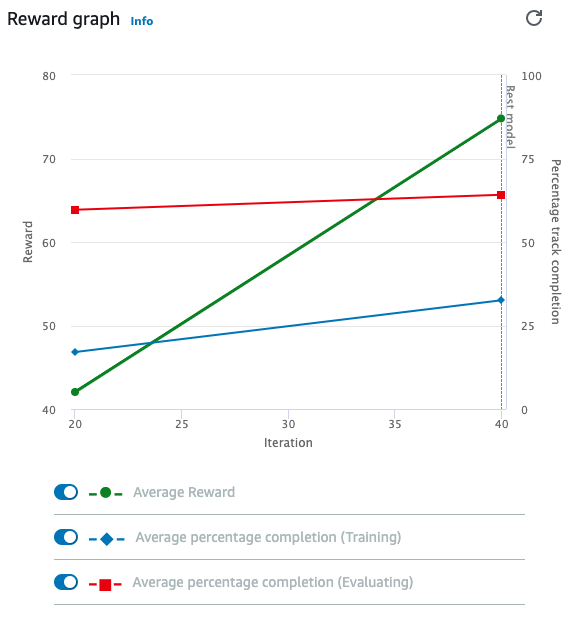 Reward graph Info
80
70
60
50
40
Reward
100
75
50
25
0
Percentage track completion
Best model
20 25 30 35 40
Iteration
Average Reward
Average percentage completion (Training)
Average percentage completion (Evaluating)